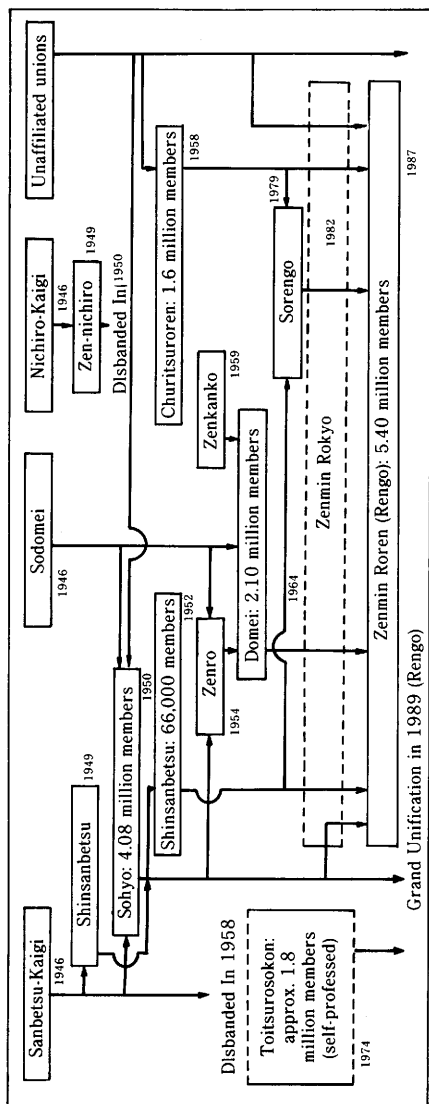 Sanbetsu-Kaigi
1946
Sodomei
1946
Nichiro-Kaigi
1946
Unaffiliated unions
Shinsanbetsu
1949
Zen-nichiro
1949
Disbanded In 1950
Sohyo: 4.08 million members
1950
Shinsanbetsu: 66,000 members
1952
Churitsuroren: 1.6 million members
1958
Disbanded In 1958
Zenro
1954
Zenkanko
1959
Domei: 2.10 million members
1964
Sorengo
1979
Toitsurosokon:
approx. 1.8
million members
(self-professed)
1974
Zenmin Rokyo
1982
Zenmin Roren (Rengo): 5.40 million members
1987
Grand Unification in 1989 (Rengo)